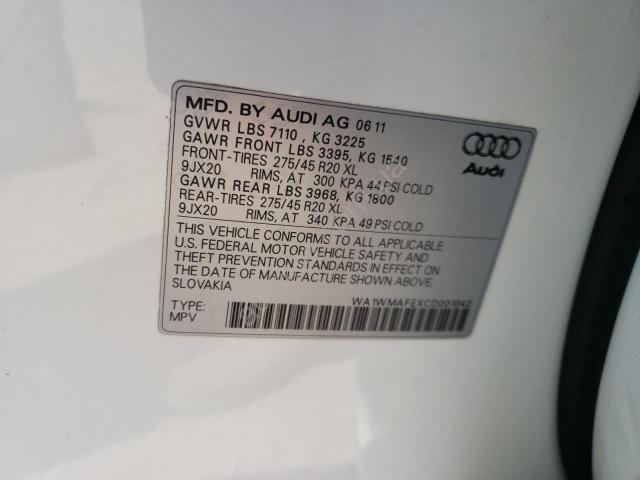 MFD. BY AUDI AG 0611
GVWR LBS 7110 , KG 3225
GAWR FRONT LBS 3395, KG 1540
FRONT-TIRES 275/45 R20 XL
9JX20 RIMS, AT 300 KPA 44 PSI COLD
GAWR REAR LBS 3968, KG 1800
REAR-TIRES 275/45 R20 XL
9JX20 RIMS, AT 340 KPA 49 PSI COLD
Audi
THIS VEHICLE CONFORMS TO ALL APPLICABLE
U.S. FEDERAL MOTOR VEHICLE SAFETY AND
THEFT PREVENTION STANDARDS IN EFFECT ON
THE DATE OF MANUFACTURE SHOWN ABOVE.
SLOVAKIA
WA1WMAFEXCD001042
TYPE:
MPV